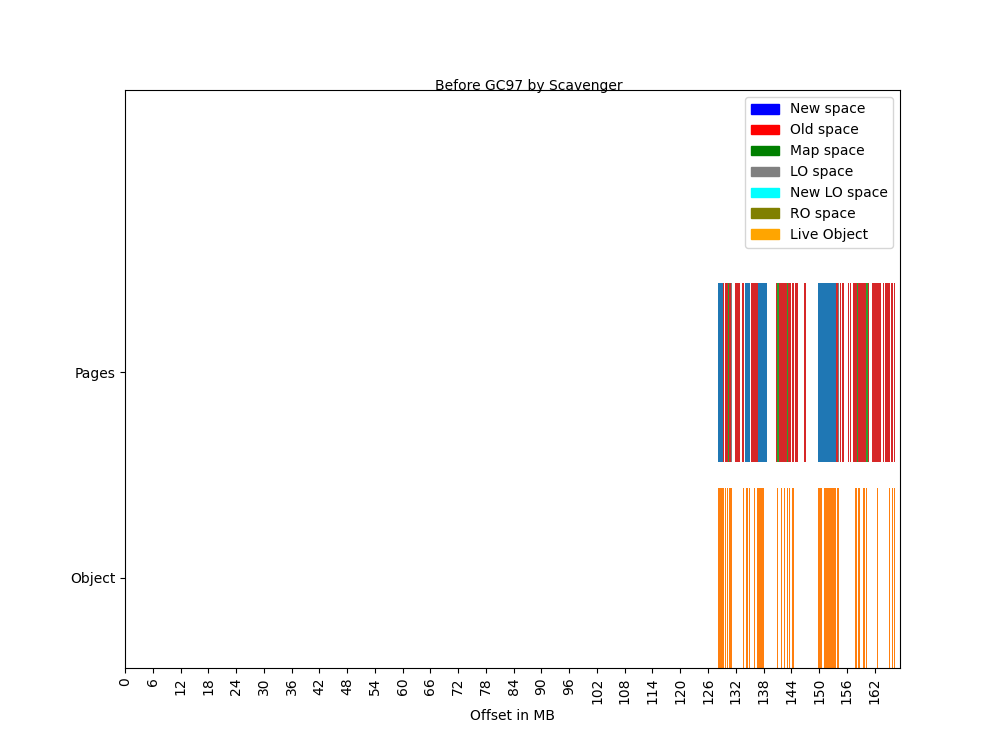 Before GC97 by Scavenger
New space
Old space
Map space
LO space
New LO space
RO space
Live Object
Pages
Object
0 6 12 18 24 30 36 42 48 54 60 66 72 78 84 90 96 102 108 114 120 126 132 138 144 150 156 162
Offset in MB